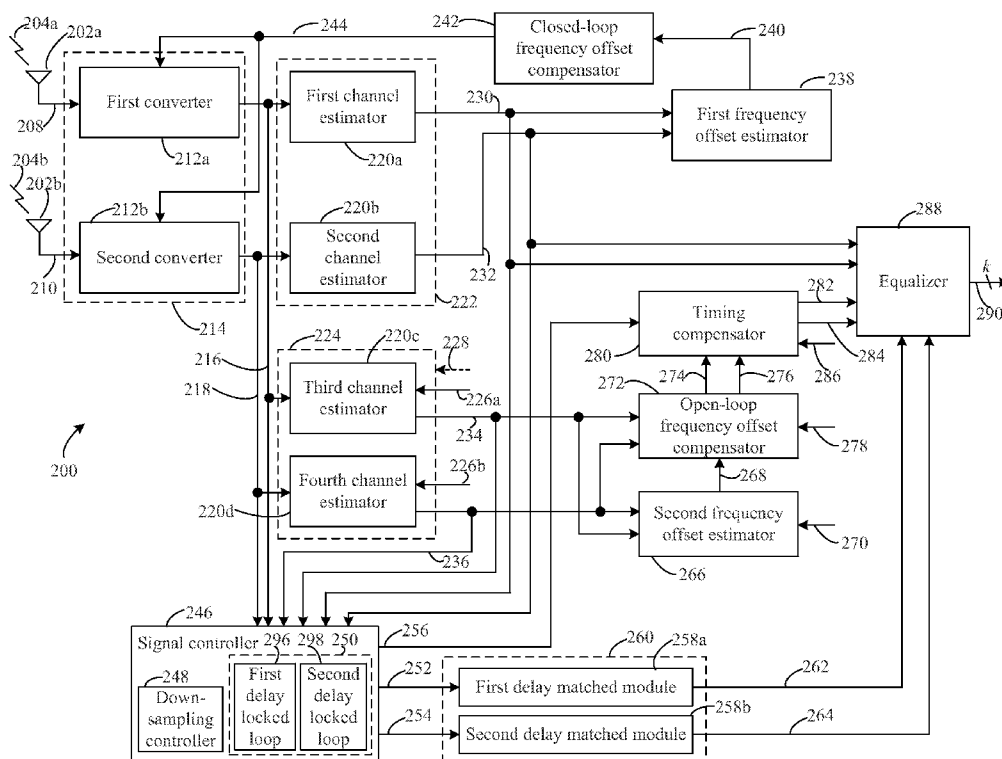 204a
202a
208
First converter
212a
204b
202b
212b
Second converter
210
214
216
218
200
244
242
Closed-loop
frequency offset
compensator
240
First channel
estimator
220a
230
238
First frequency
offset estimator
220b
Second
channel
estimator
232
222
288
Equalizer
k
290
282
284
286
Timing
compensator
280
274
276
272
Open-loop
frequency offset
compensator
278
268
Second frequency
offset estimator
270
266
224
220c
228
Third channel
estimator
226a
234
226b
Fourth channel
estimator
220d
236
246
Signal controller
296
298
250
248
Down-
sampling
controller
First
delay
locked
loop
Second
delay
locked
loop
256
252
254
260
258a
First delay matched module
262
258b
Second delay matched module
264